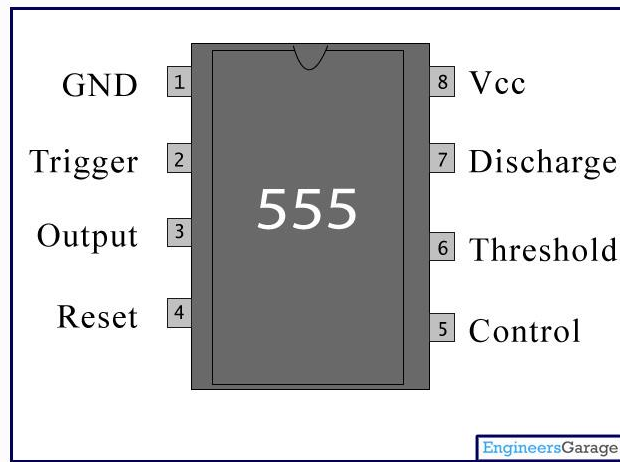 GND 1
Trigger 2
Output 3
Reset 4
555
8 Vcc
7 Discharge
6 Threshold
5 Control
EngineersGarage